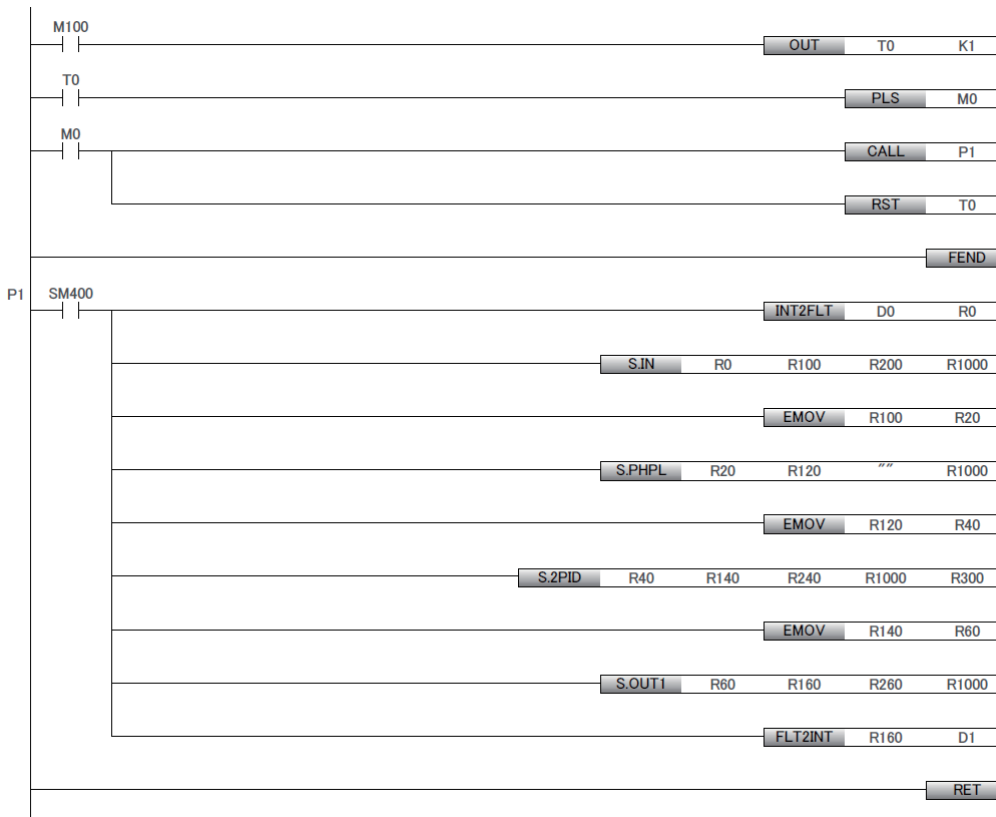 M100
OUT T0 K1
T0
PLS M0
M0
CALL P1
RST T0
FEND
P1 SM400
INT2FLT D0 R0
S.IN R0 R100 R200 R1000
EMOV R100 R20
S.PHPL R20 R120 "" R1000
EMOV R120 R40
S.2PID R40 R140 R240 R1000 R300
EMOV R140 R60
S.OUT1 R60 R160 R260 R1000
FLT2INT R160 D1
RET